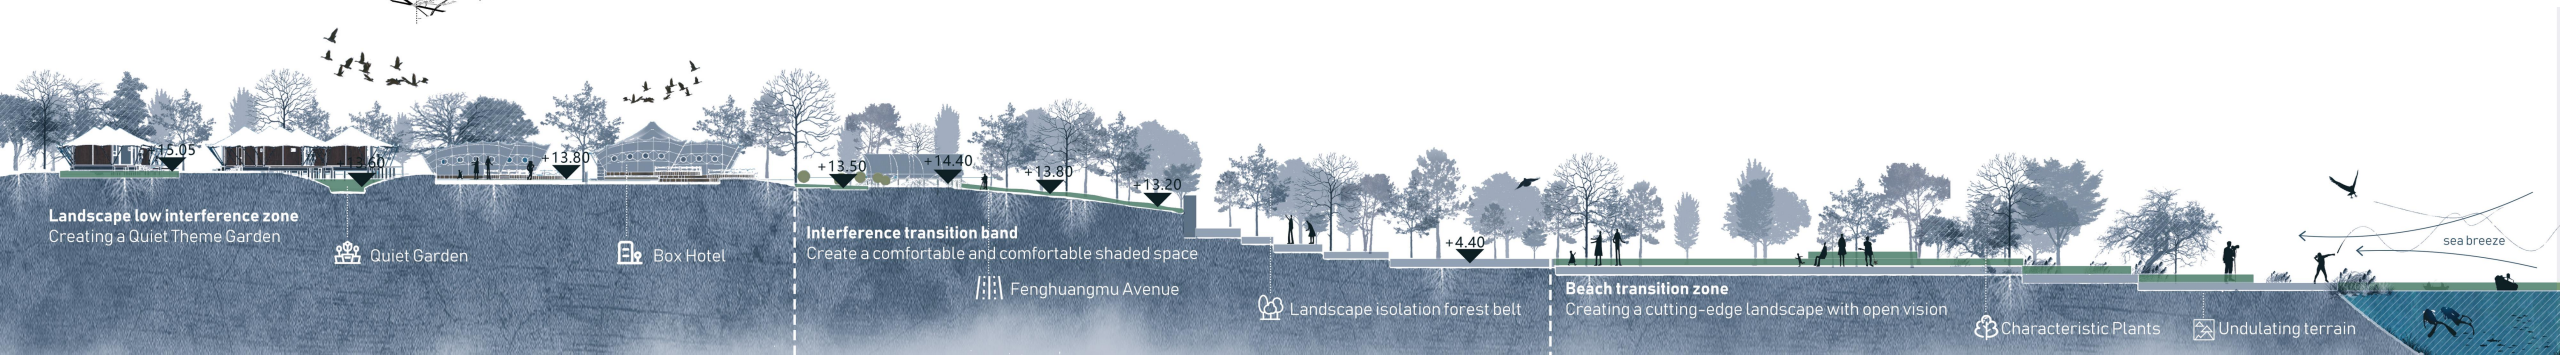 +15.05
+13.60
+13.80
+13.50
+14.40
+13.80
+13.20
Landscape low interference zone
Creating a Quiet Theme Garden
Quiet Garden
Box Hotel
Interference transition band
Create a comfortable and comfortable shaded space
Fenghuangmu Avenue
+4.40
Landscape isolation forest belt
Beach transition zone
Creating a cutting-edge landscape with open vision
Characteristic Plants
Undulating terrain
sea breeze